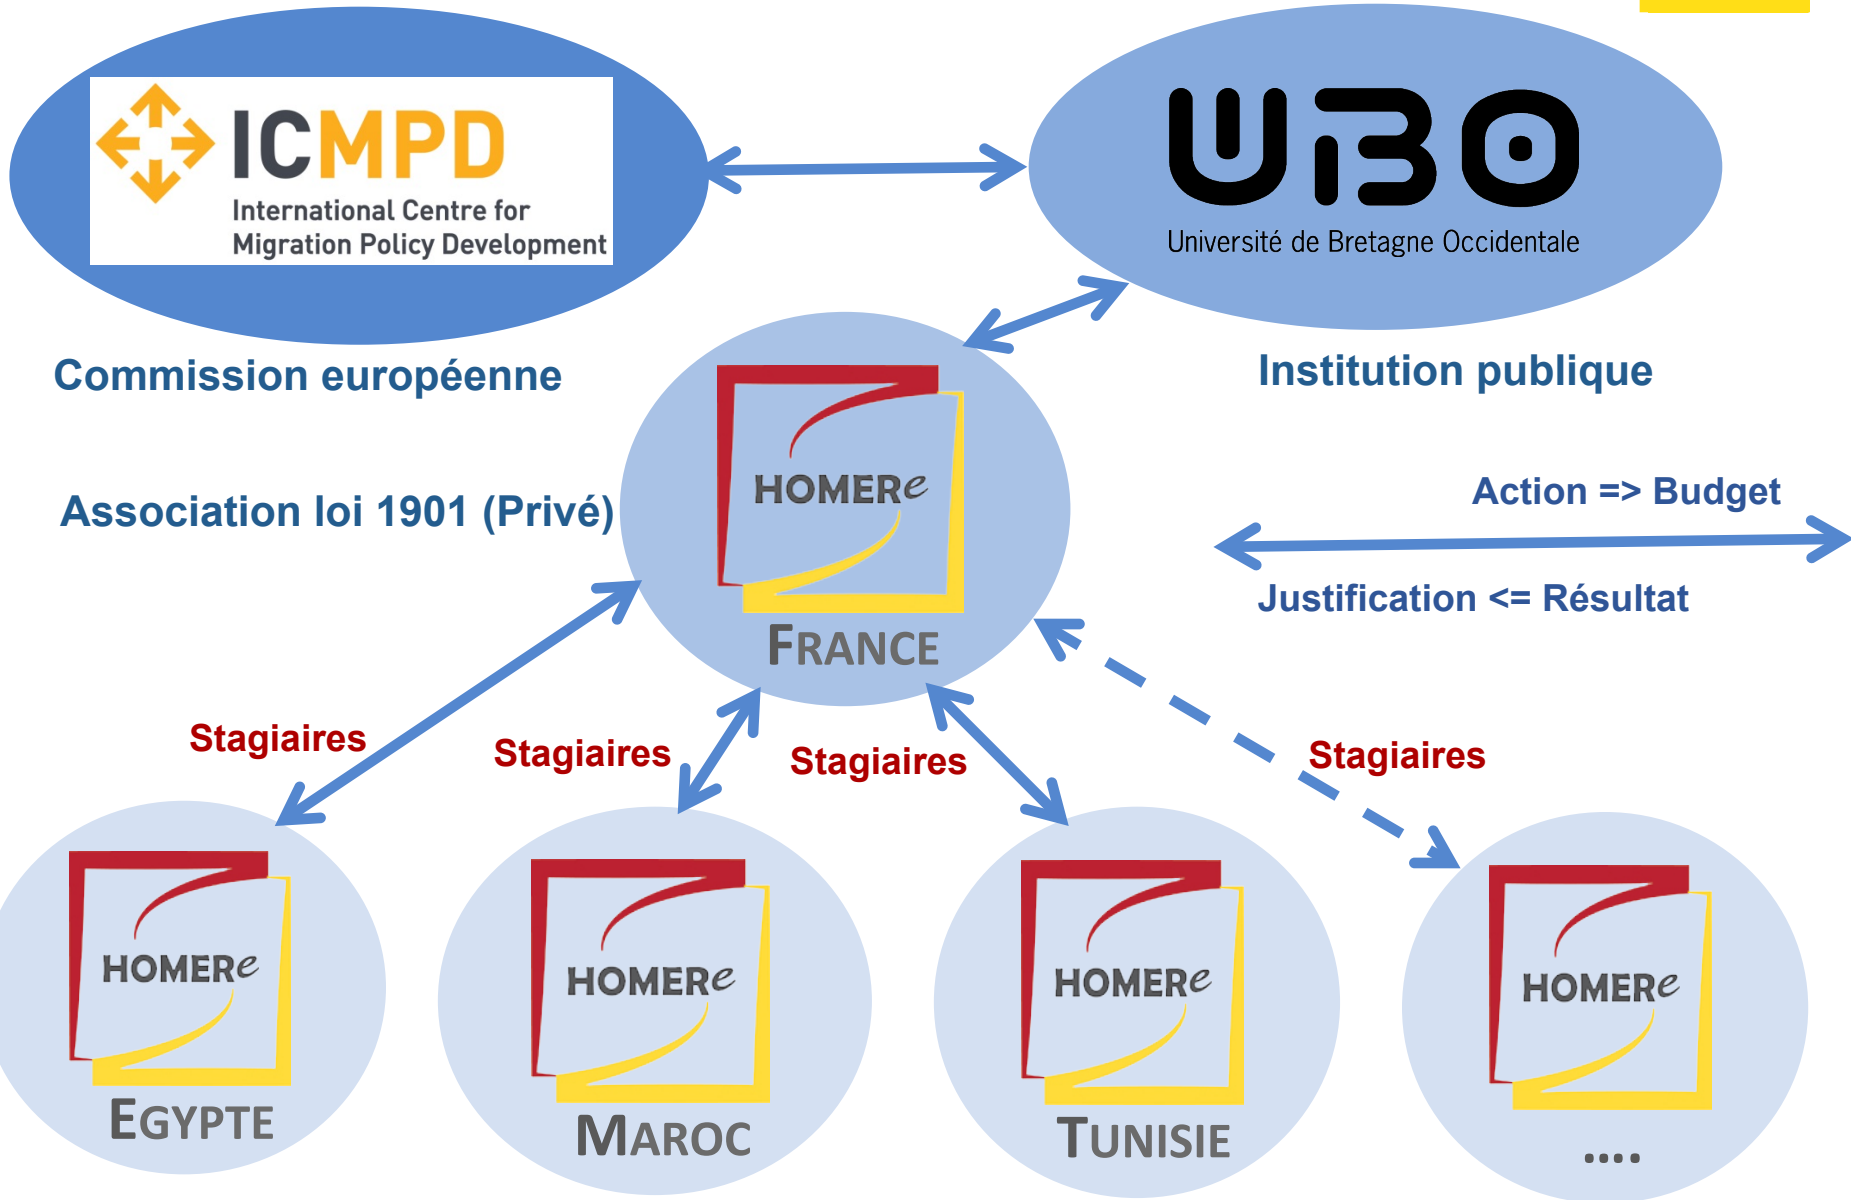 ICMPD
International Centre for
Migration Policy Development
UBO
Université de Bretagne Occidentale
Commission européenne
Institution publique
Association loi 1901 (Privé)
HOMERe
FRANCE
Action => Budget
Justification <= Résultat
Stagiaires
Stagiaires
Stagiaires
Stagiaires
HOMERe
EGYPTE
HOMERe
MAROC
HOMERe
TUNISIE
HOMERe
....